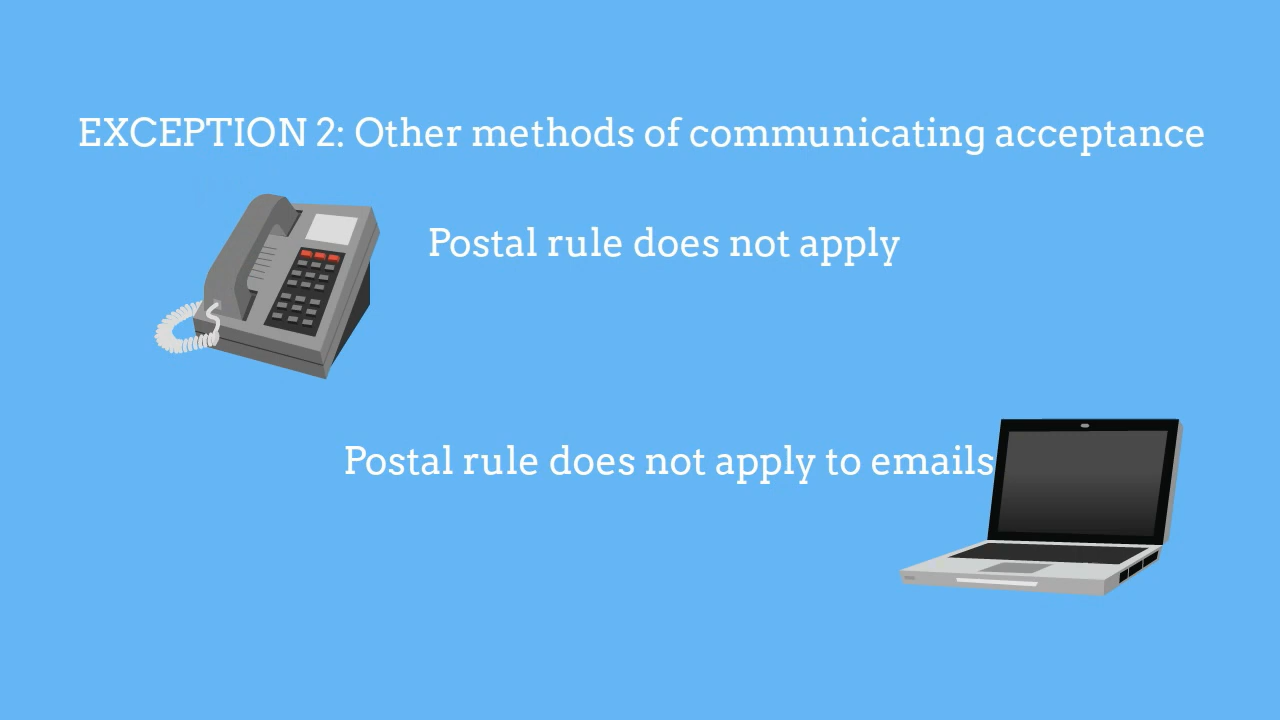 EXCEPTION 2: Other methods of communicating acceptance
Postal rule does not apply
Postal rule does not apply to emails